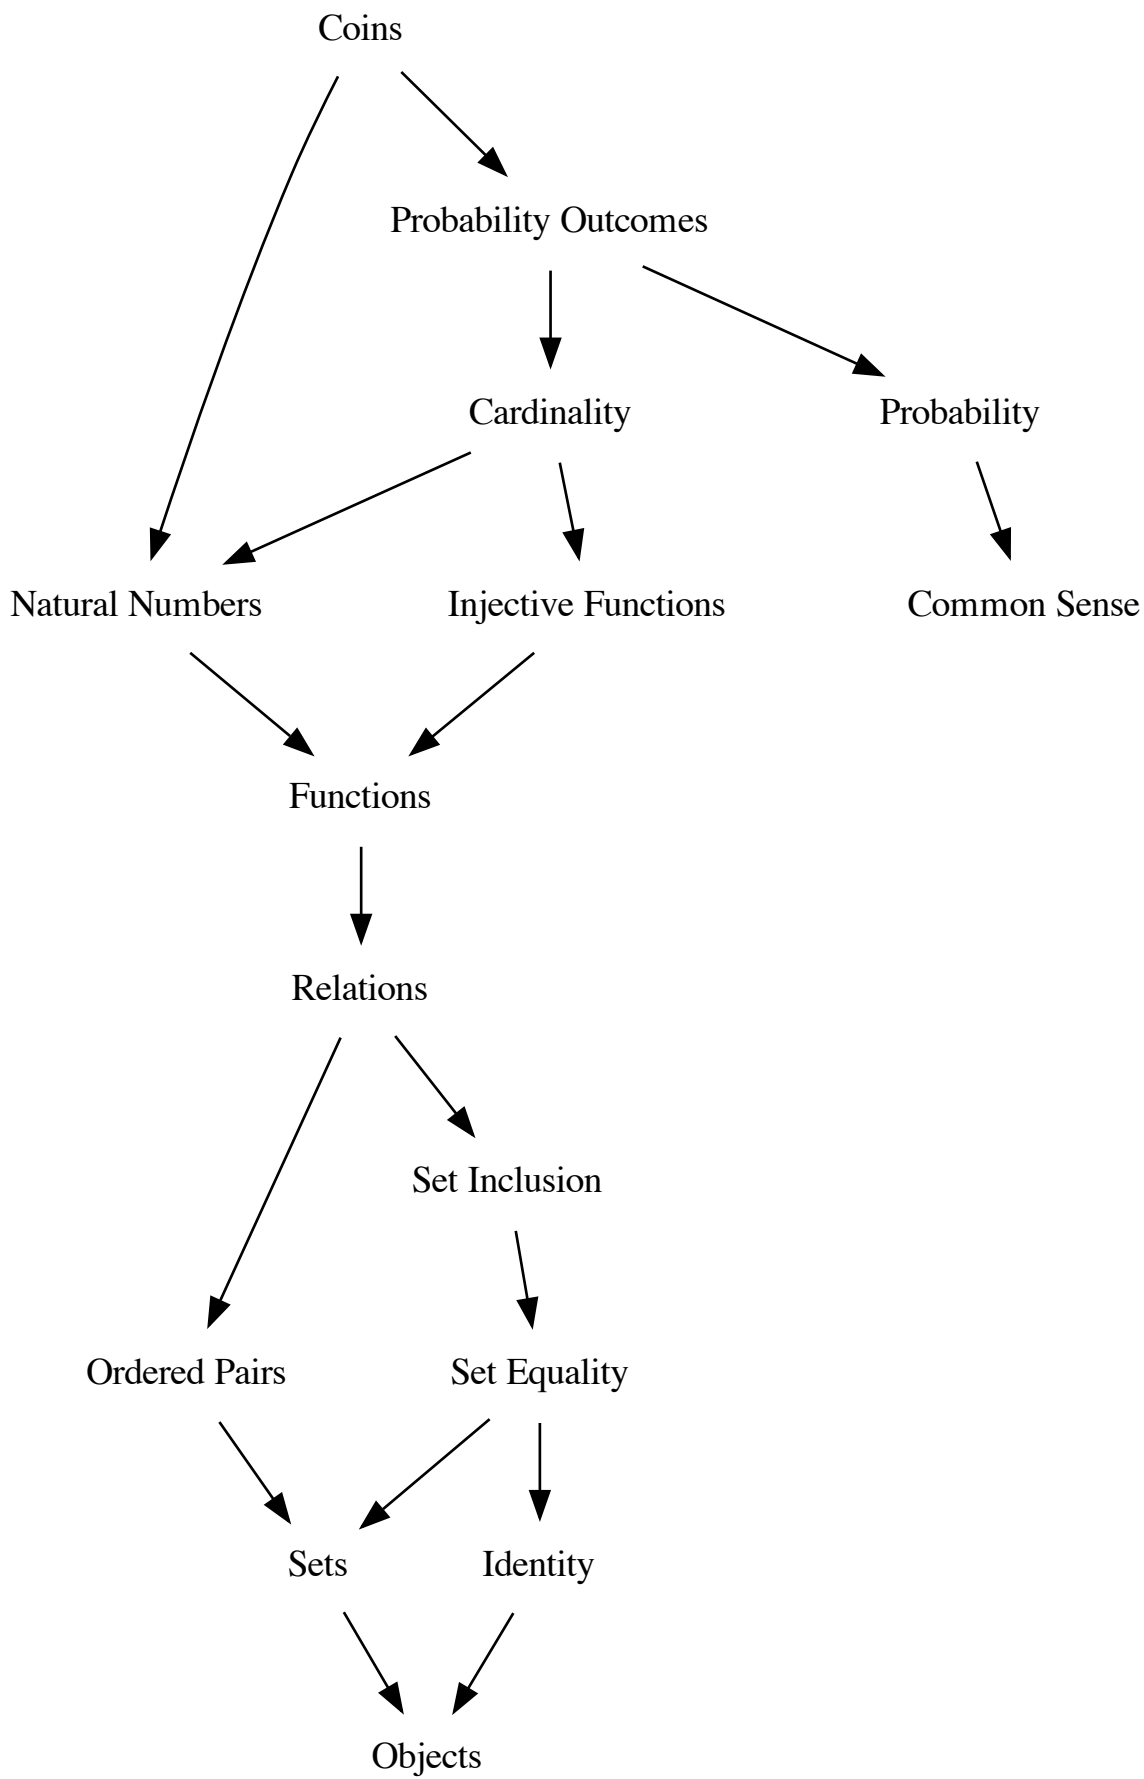 Coins
Probability Outcomes
Cardinality
Probability
Natural Numbers
Injective Functions
Common Sense
Functions
Relations
Set Inclusion
Ordered Pairs
Set Equality
Sets
Identity
Objects